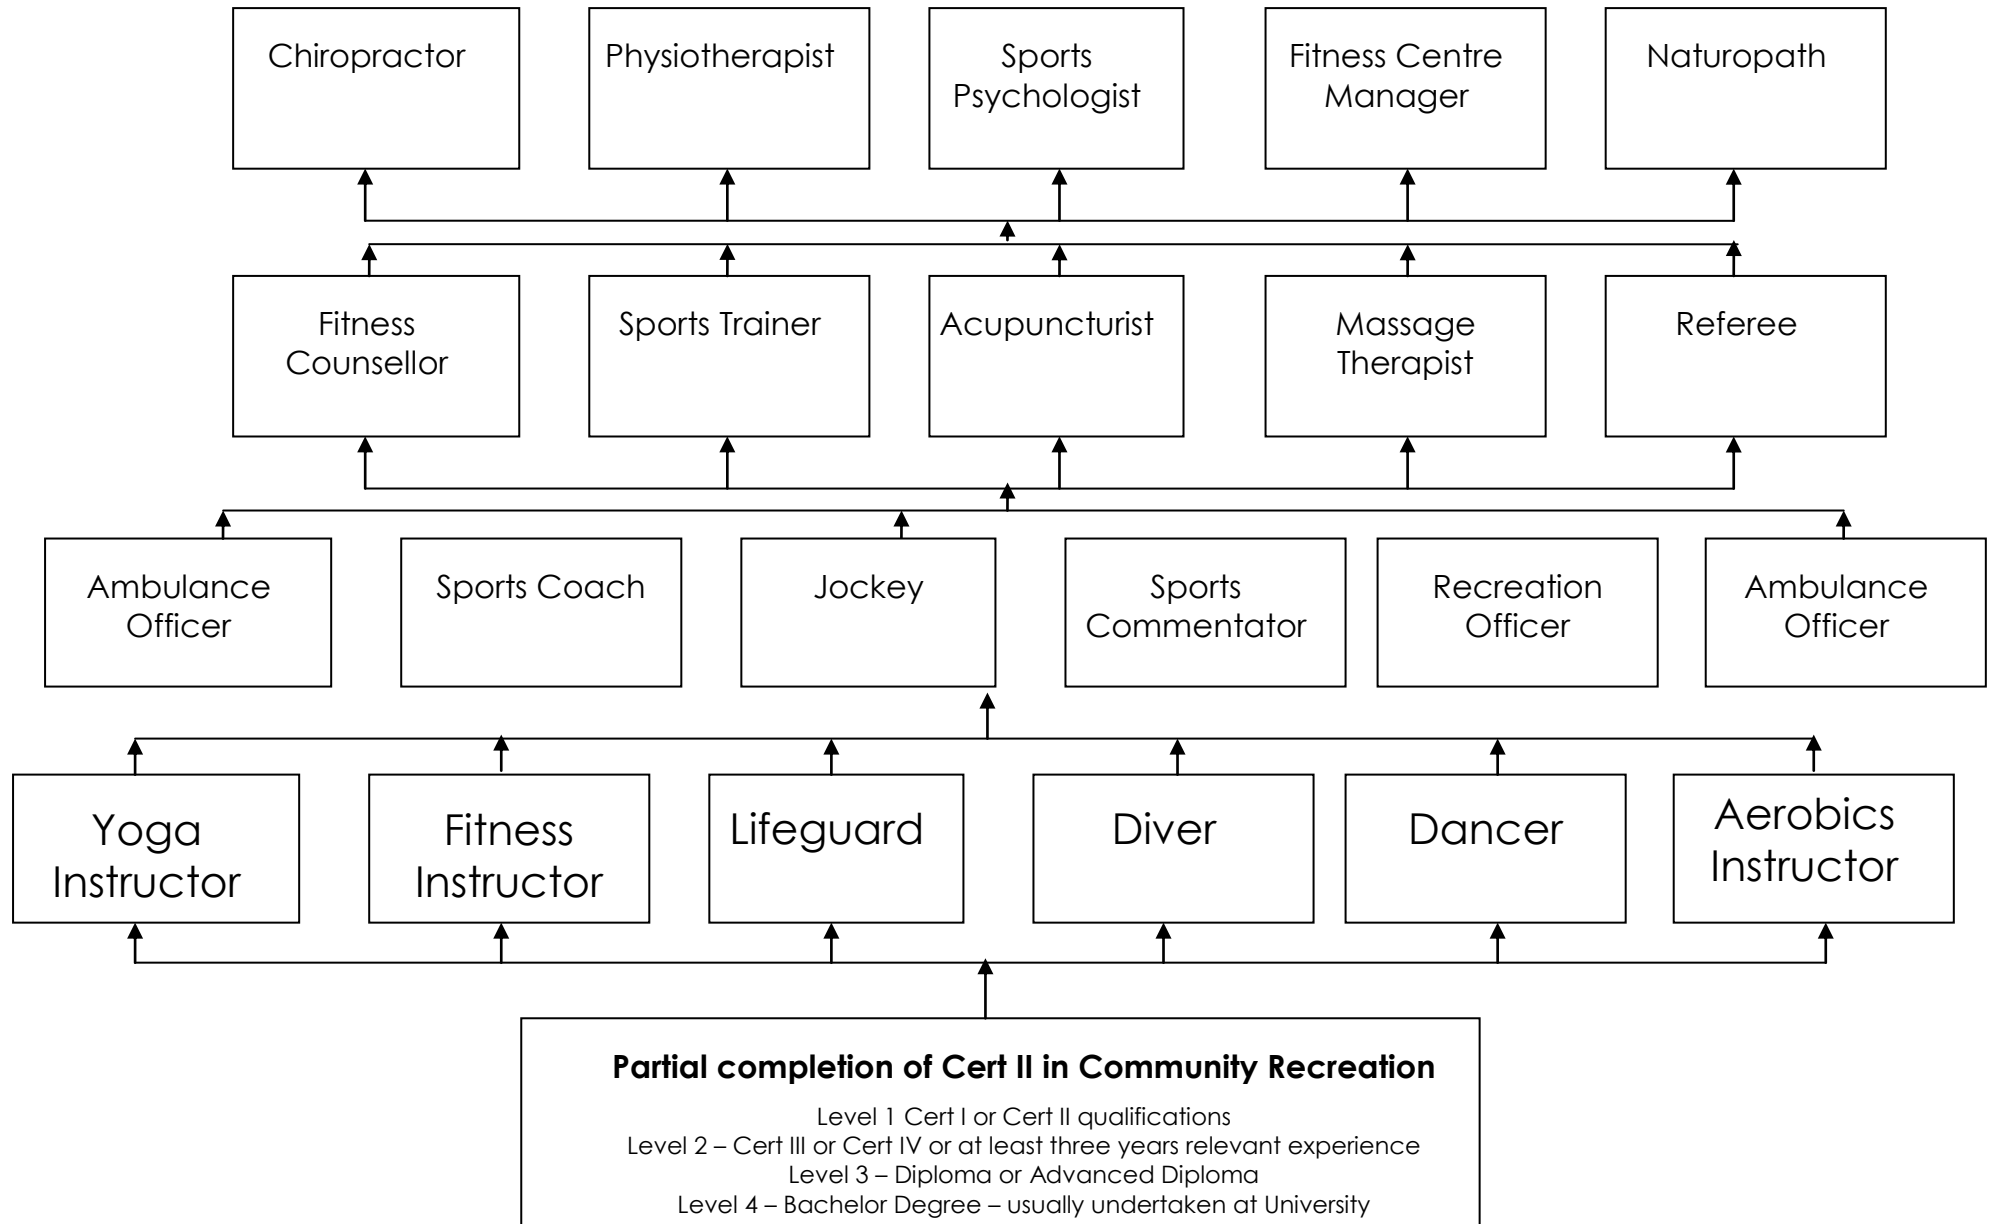 Chiropractor
Physiotherapist
Sports
Psychologist
Fitness Centre
Manager
Naturopath
Fitness
Counsellor
Sports Trainer
Acupuncturist
Massage
Therapist
Referee
Ambulance
Officer
Sports Coach
Jockey
Sports
Commentator
Recreation
Officer
Ambulance
Officer
Yoga
Instructor
Fitness
Instructor
Lifeguard
Diver
Dancer
Aerobics
Instructor
Partial completion of Cert II in Community Recreation
Level 1 Cert I or Cert II qualifications
Level 2 – Cert III or Cert IV or at least three years relevant experience
Level 3 – Diploma or Advanced Diploma
Level 4 – Bachelor Degree – usually undertaken at University